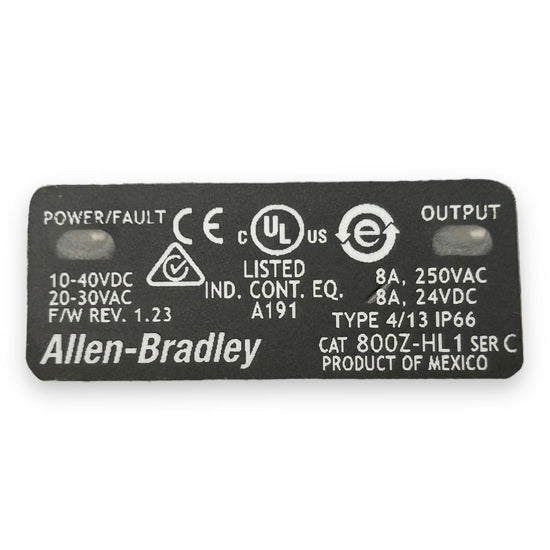 POWER/FAULT
CE
C UL US
e
OUTPUT
10-40VDC
20-30VAC
F/W REV. 1.23
LISTED
IND. CONT. EQ.
A191
8A, 250VAC
8A, 24VDC
TYPE 4/13 IP66
Allen-Bradley
CAT 800Z-HL1 SER C
PRODUCT OF MEXICO